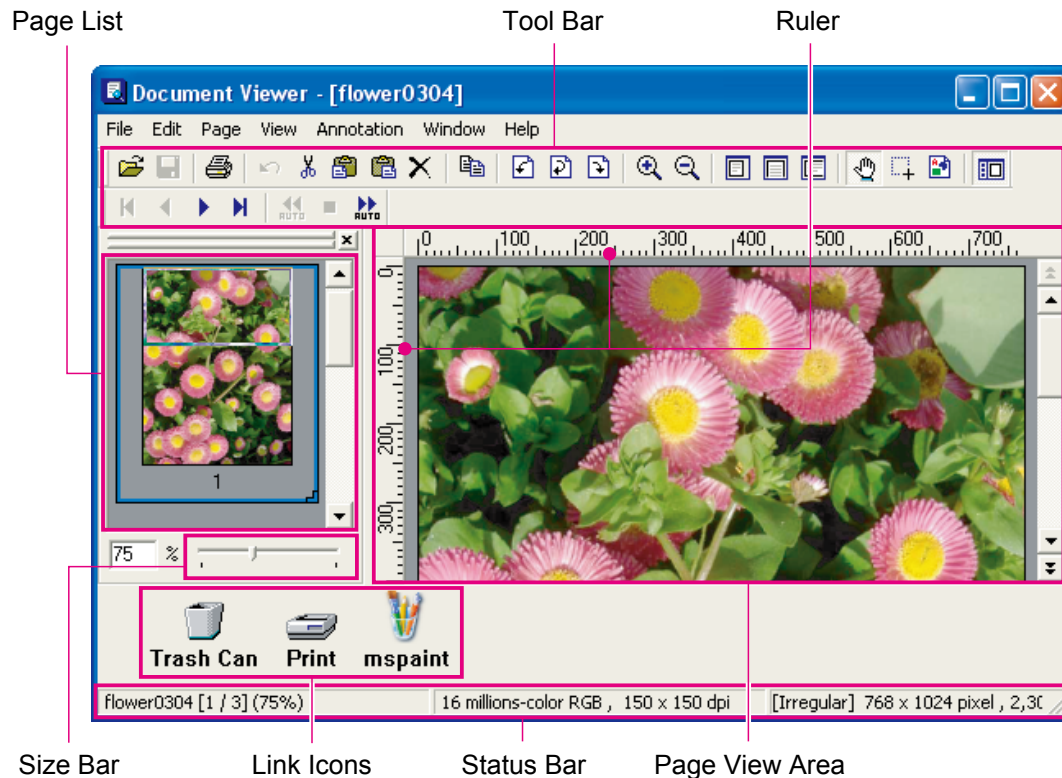 Page List Tool Bar Ruler
Document Viewer - [flower0304]
File Edit Page View Annotation Window Help
AUTO AUTO
0 100 200 300 400 500 600 700
0
100
200
300
1
75 %
Trash Can Print mspaint
flower0304 [1 / 3] (75%) 16 millions-color RGB , 150 x 150 dpi [Irregular] 768 x 1024 pixel , 2,30
Size Bar Link Icons Status Bar Page View Area